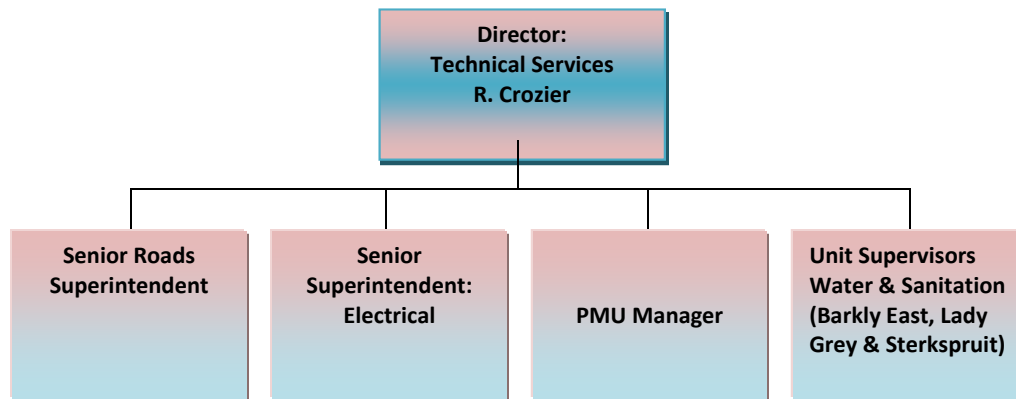 Director:
Technical Services
R. Crozier
Senior Roads
Superintendent
Senior
Superintendent:
Electrical
PMU Manager
Unit Supervisors
Water & Sanitation
(Barkly East, Lady
Grey & Sterkspruit)